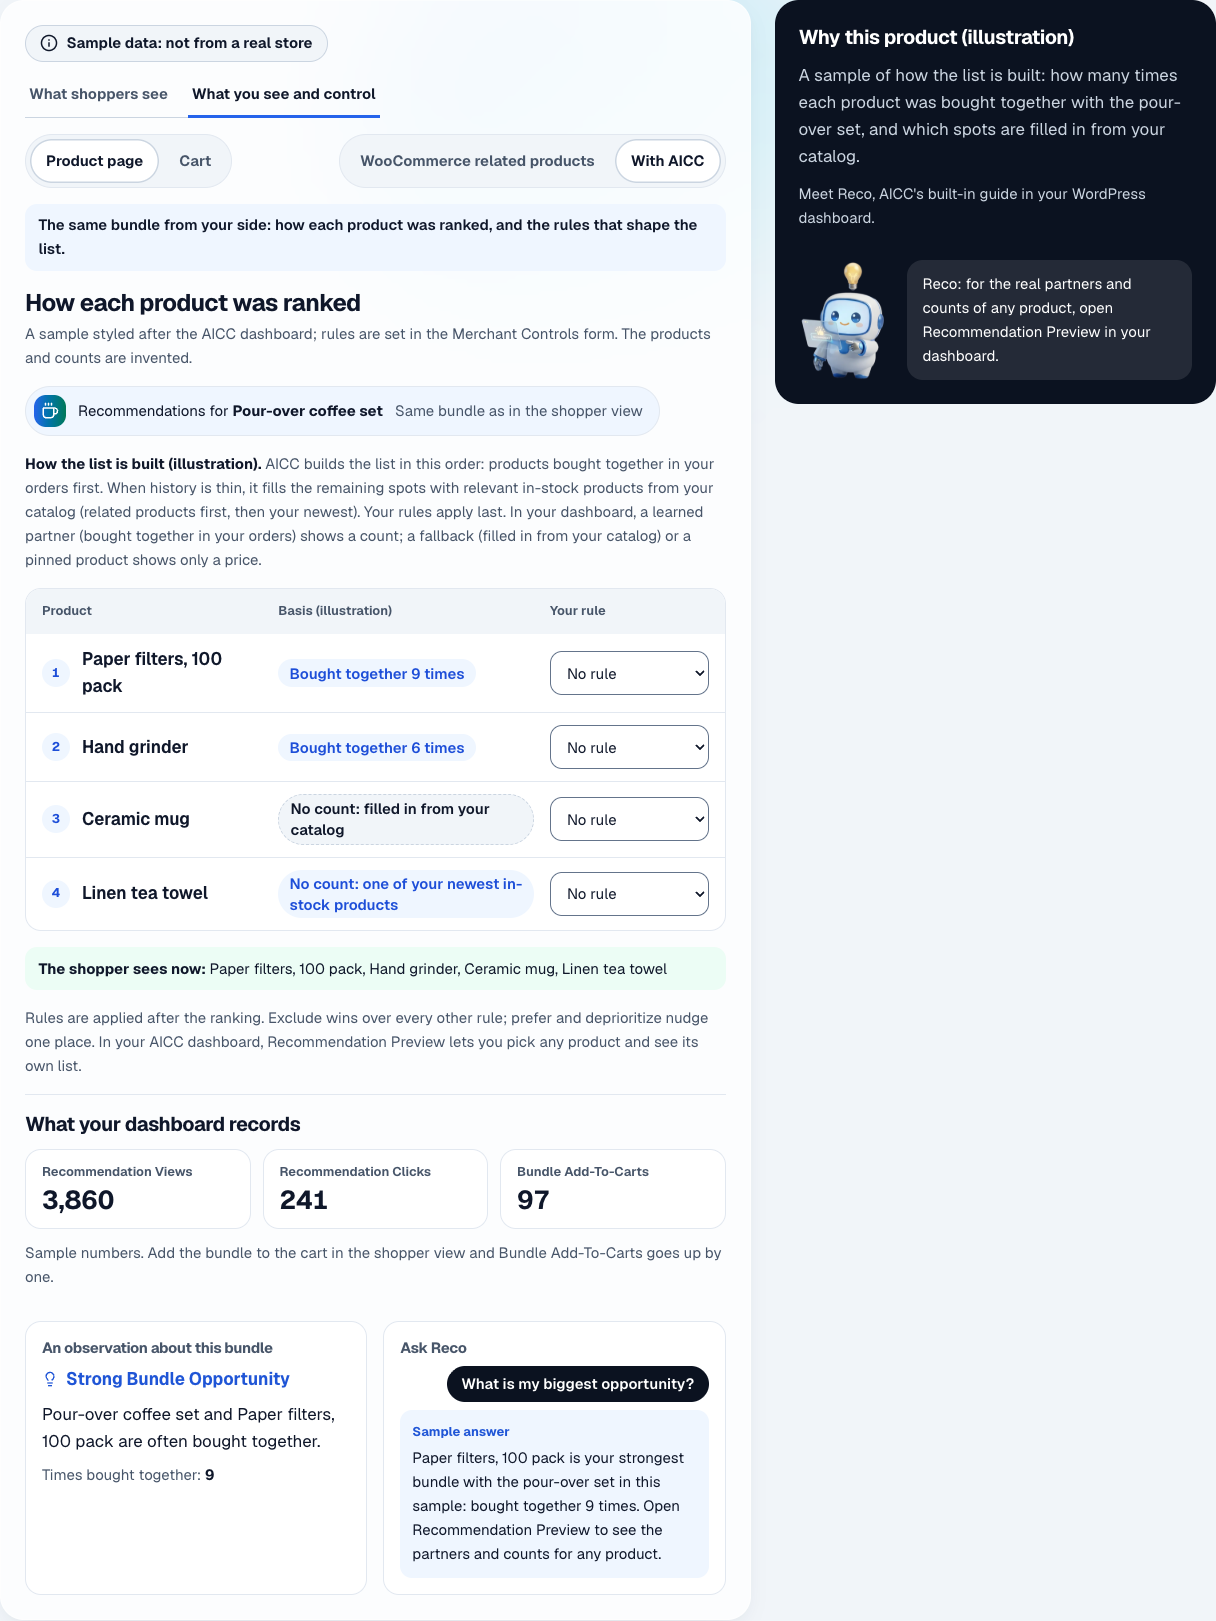 Sample data: not from a real store
What shoppers see
What you see and control
Product page
Cart
WooCommerce related products
With AICC
The same bundle from your side: how each product was ranked, and the rules that shape the
list.
How each product was ranked
A sample styled after the AICC dashboard; rules are set in the Merchant Controls form. The products
and counts are invented.
Recommendations for Pour-over coffee set Same bundle as in the shopper view
How the list is built (illustration). AICC builds the list in this order: products bought together in your
orders first. When history is thin, it fills the remaining spots with relevant in-stock products from your
catalog (related products first, then your newest). Your rules apply last. In your dashboard, a learned
partner (bought together in your orders) shows a count; a fallback (filled in from your catalog) or a
pinned product shows only a price.
Product
Basis (illustration)
Your rule
1
Paper filters, 100
pack
Bought together 9 times
No rule
2
Hand grinder
Bought together 6 times
No rule
3
Ceramic mug
No count: filled in from your
catalog
No rule
4
Linen tea towel
No count: one of your newest in-
stock products
No rule
The shopper sees now: Paper filters, 100 pack, Hand grinder, Ceramic mug, Linen tea towel
Rules are applied after the ranking. Exclude wins over every other rule; prefer and deprioritize nudge
one place. In your AICC dashboard, Recommendation Preview lets you pick any product and see its
own list.
What your dashboard records
Recommendation Views
3,860
Recommendation Clicks
241
Bundle Add-To-Carts
97
Sample numbers. Add the bundle to the cart in the shopper view and Bundle Add-To-Carts goes up by
one.
An observation about this bundle
Strong Bundle Opportunity
Pour-over coffee set and Paper filters,
100 pack are often bought together.
Times bought together: 9
Ask Reco
What is my biggest opportunity?
Sample answer
Paper filters, 100 pack is your strongest
bundle with the pour-over set in this
sample: bought together 9 times. Open
Recommendation Preview to see the
partners and counts for any product.
Why this product (illustration)
A sample of how the list is built: how many times
each product was bought together with the pour-
over set, and which spots are filled in from your
catalog.
Meet Reco, AICC's built-in guide in your WordPress
dashboard.
Reco: for the real partners and
counts of any product, open
Recommendation Preview in your
dashboard.